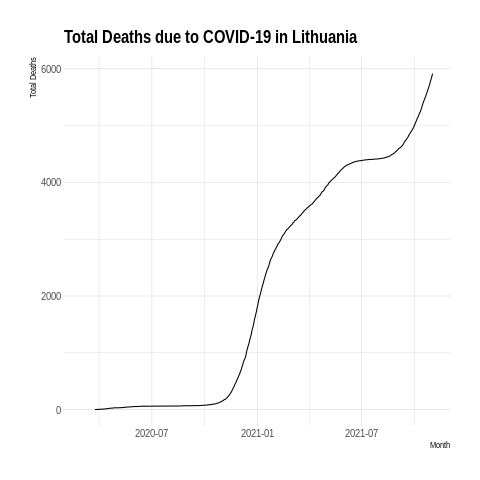 Total Deaths due to COVID-19 in Lithuania
Total Deaths
6000
4000
2000
0
2020-07 2021-01 2021-07
Month